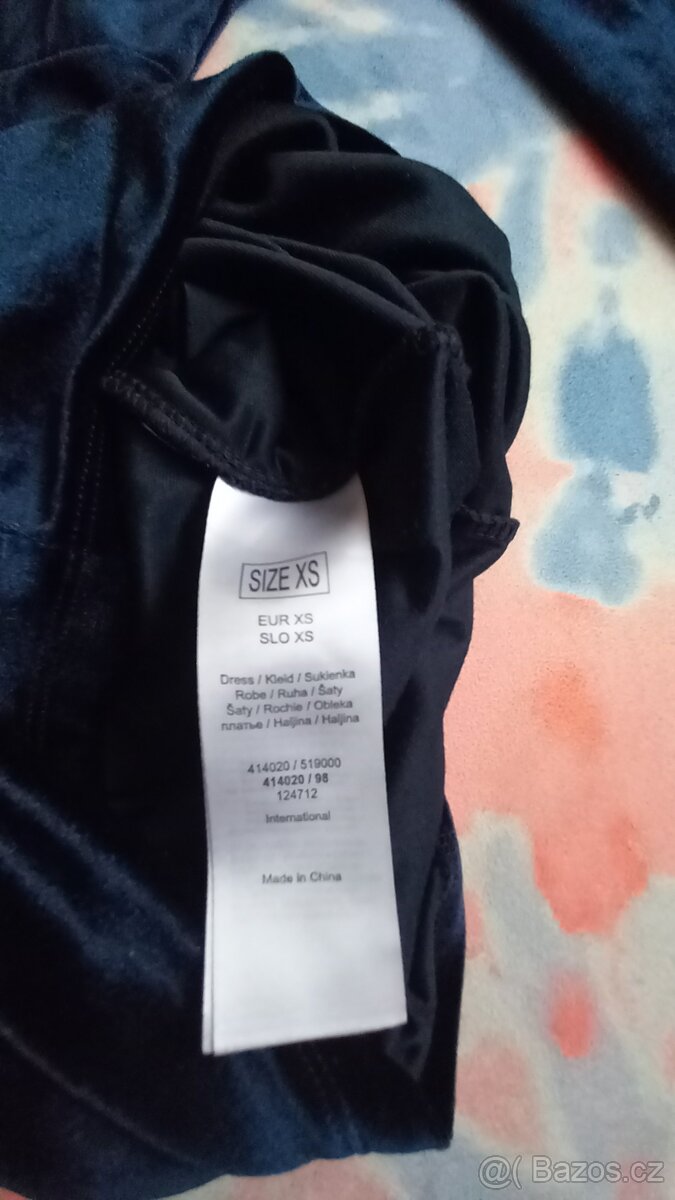 SIZE XS
EUR XS
SLO XS
Dress / Kleid / Sukienka
Robe / Ruha / Šaty
Šaty / Rochie / Obleka
платье / Haljina / Haljina
414020 / 519000
414020 / 98
124712
International
Made in China
@( Bazos.cz